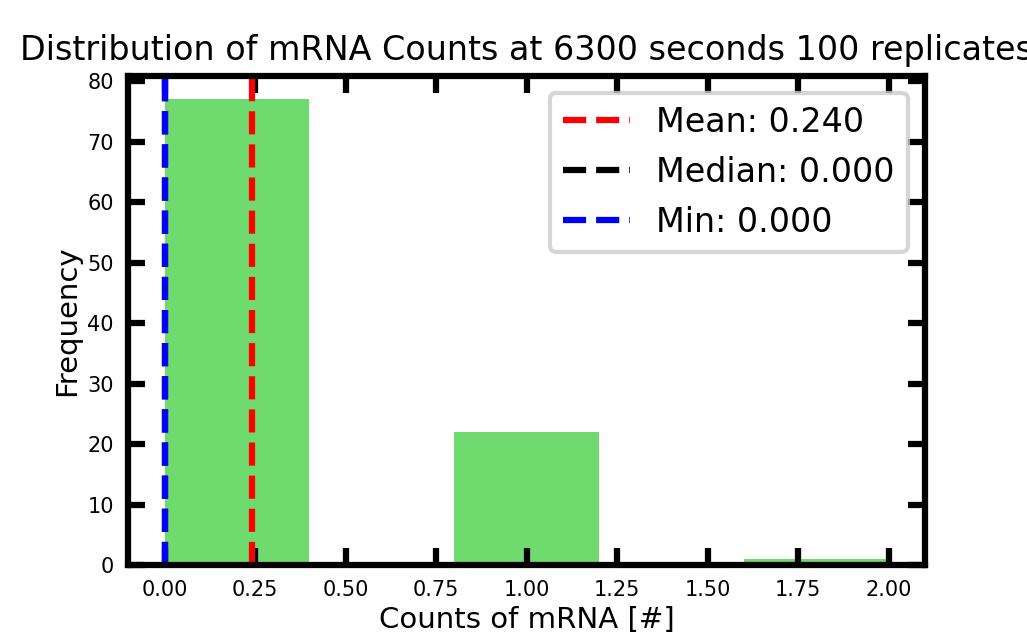 Distribution of mRNA Counts at 6300 seconds 100 replicates
80
70
60
50
40
30
20
10
0
Frequency
Mean: 0.240
Median: 0.000
Min: 0.000
0.00 0.25 0.50 0.75 1.00 1.25 1.50 1.75 2.00
Counts of mRNA [#]